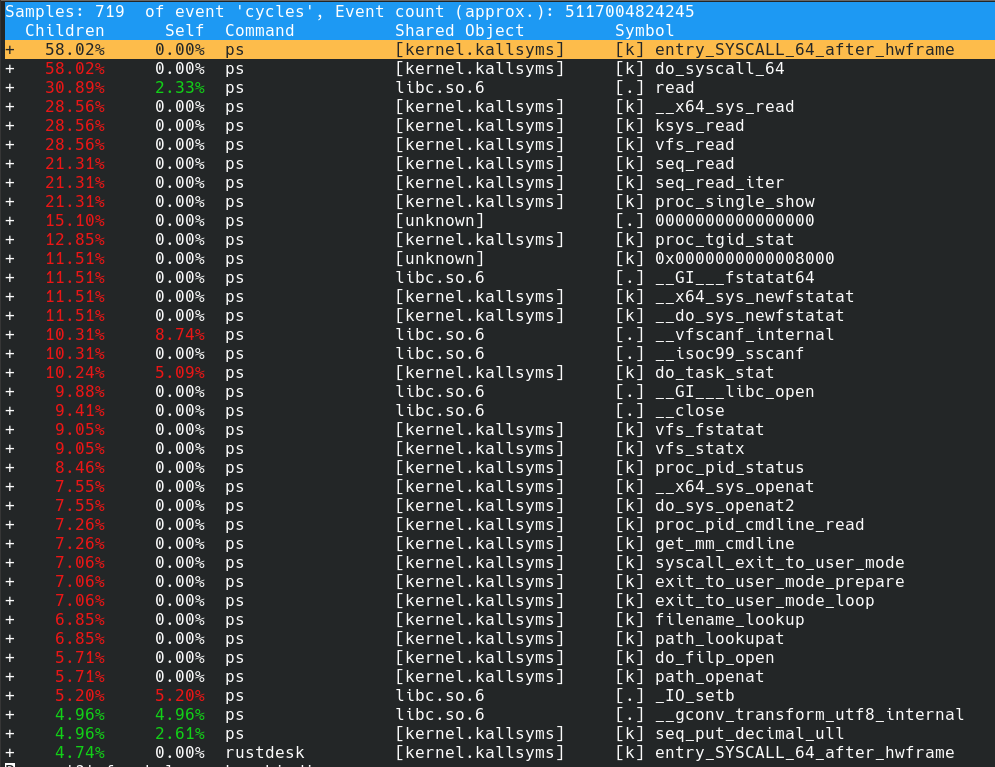 Samples: 719  of event 'cycles', Event count (approx.): 5117004824245
  Children      Self  Command          Shared Object         Symbol
+   58.02%     0.00%  ps               [kernel.kallsyms]     [k] entry_SYSCALL_64_after_hwframe
+   58.02%     0.00%  ps               [kernel.kallsyms]     [k] do_syscall_64
+   30.89%     2.33%  ps               libc.so.6             [.] read
+   28.56%     0.00%  ps               [kernel.kallsyms]     [k] __x64_sys_read
+   28.56%     0.00%  ps               [kernel.kallsyms]     [k] ksys_read
+   28.56%     0.00%  ps               [kernel.kallsyms]     [k] vfs_read
+   21.31%     0.00%  ps               [kernel.kallsyms]     [k] seq_read
+   21.31%     0.00%  ps               [kernel.kallsyms]     [k] seq_read_iter
+   21.31%     0.00%  ps               [kernel.kallsyms]     [k] proc_single_show
+   15.10%     0.00%  ps               [unknown]             [.] 0000000000000000
+   12.85%     0.00%  ps               [kernel.kallsyms]     [k] proc_tgid_stat
+   11.51%     0.00%  ps               [unknown]             [k] 0x0000000000008000
+   11.51%     0.00%  ps               libc.so.6             [.] __GI___fstatat64
+   11.51%     0.00%  ps               [kernel.kallsyms]     [k] __x64_sys_newfstatat
+   11.51%     0.00%  ps               [kernel.kallsyms]     [k] __do_sys_newfstatat
+   10.31%     8.74%  ps               libc.so.6             [.] __vfscanf_internal
+   10.31%     0.00%  ps               libc.so.6             [.] __isoc99_sscanf
+   10.24%     5.09%  ps               [kernel.kallsyms]     [k] do_task_stat
+    9.88%     0.00%  ps               libc.so.6             [.] __GI___libc_open
+    9.41%     0.00%  ps               libc.so.6             [.] __close
+    9.05%     0.00%  ps               [kernel.kallsyms]     [k] vfs_fstatat
+    9.05%     0.00%  ps               [kernel.kallsyms]     [k] vfs_statx
+    8.46%     0.00%  ps               [kernel.kallsyms]     [k] proc_pid_status
+    7.55%     0.00%  ps               [kernel.kallsyms]     [k] __x64_sys_openat
+    7.55%     0.00%  ps               [kernel.kallsyms]     [k] do_sys_openat2
+    7.26%     0.00%  ps               [kernel.kallsyms]     [k] proc_pid_cmdline_read
+    7.26%     0.00%  ps               [kernel.kallsyms]     [k] get_mm_cmdline
+    7.06%     0.00%  ps               [kernel.kallsyms]     [k] syscall_exit_to_user_mode
+    7.06%     0.00%  ps               [kernel.kallsyms]     [k] exit_to_user_mode_prepare
+    7.06%     0.00%  ps               [kernel.kallsyms]     [k] exit_to_user_mode_loop
+    6.85%     0.00%  ps               [kernel.kallsyms]     [k] filename_lookup
+    6.85%     0.00%  ps               [kernel.kallsyms]     [k] path_lookupat
+    5.71%     0.00%  ps               [kernel.kallsyms]     [k] do_filp_open
+    5.71%     0.00%  ps               [kernel.kallsyms]     [k] path_openat
+    5.20%     5.20%  ps               libc.so.6             [.] _IO_setb
+    4.96%     4.96%  ps               libc.so.6             [.] __gconv_transform_utf8_internal
+    4.96%     2.61%  ps               [kernel.kallsyms]     [k] seq_put_decimal_ull
+    4.74%     0.00%  rustdesk         [kernel.kallsyms]     [k] entry_SYSCALL_64_after_hwframe